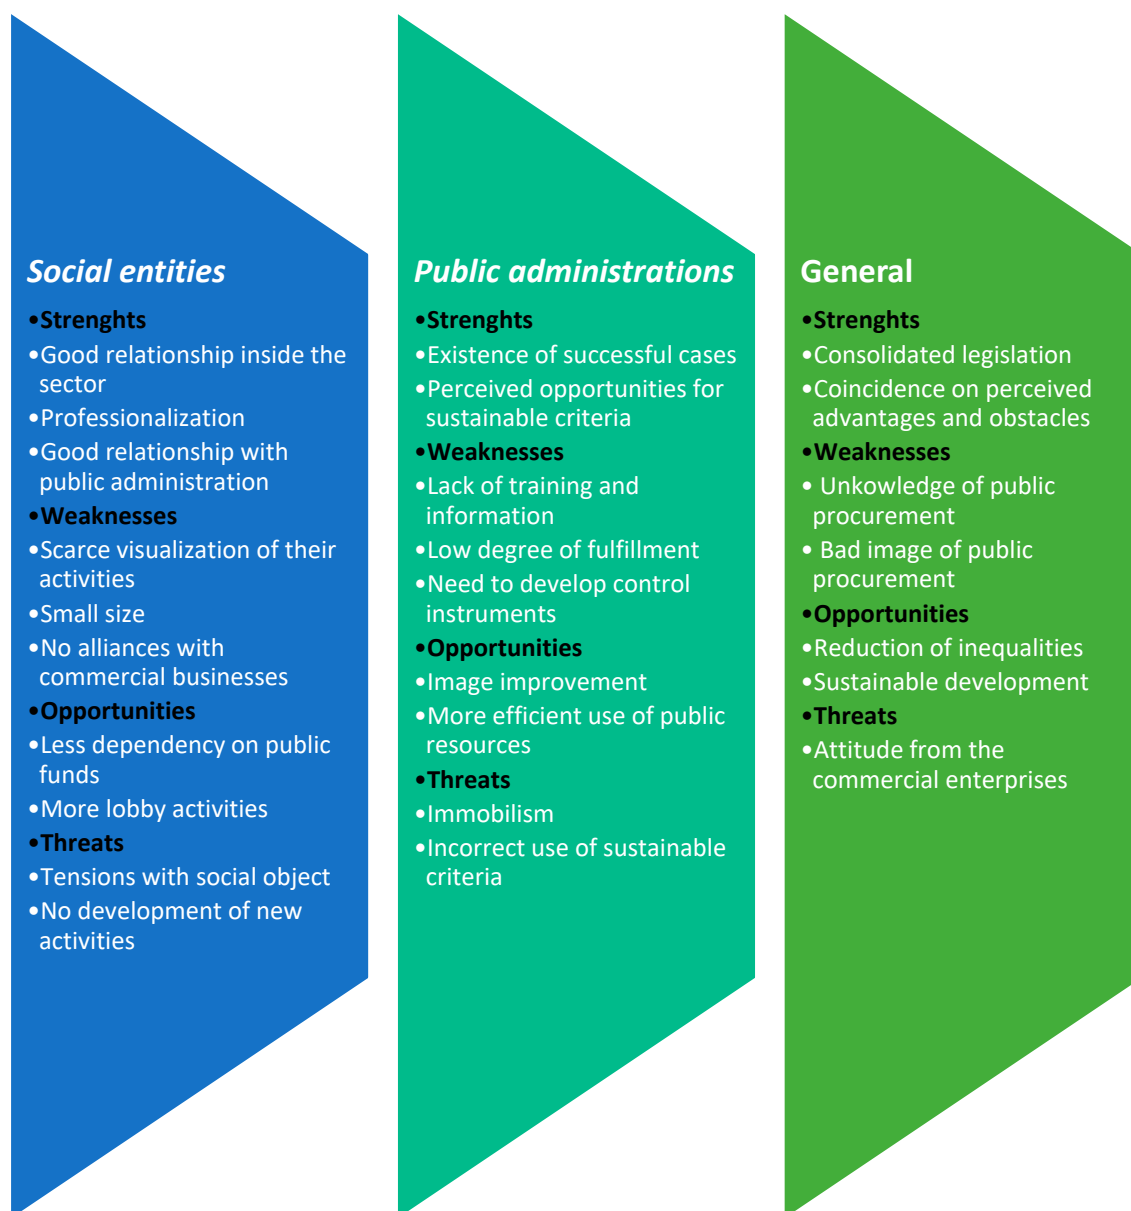 Social entities
•Strenghts
•Good relationship inside the
sector
•Professionalization
•Good relationship with
public administration
•Weaknesses
•Scarce visualization of their
activities
•Small size
•No alliances with
commercial businesses
•Opportunities
•Less dependency on public
funds
•More lobby activities
•Threats
•Tensions with social object
•No development of new
activities
Public administrations
•Strenghts
•Existence of successful cases
•Perceived opportunities for
sustainable criteria
•Weaknesses
•Lack of training and
information
•Low degree of fulfillment
•Need to develop control
instruments
•Opportunities
•Image improvement
•More efficient use of public
resources
•Threats
•Immobilism
•Incorrect use of sustainable
criteria
General
•Strenghts
•Consolidated legislation
•Coincidence on perceived
advantages and obstacles
•Weaknesses
• Unkowledge of public
procurement
• Bad image of public
procurement
•Opportunities
•Reduction of inequalities
•Sustainable development
•Threats
•Attitude from the
commercial enterprises